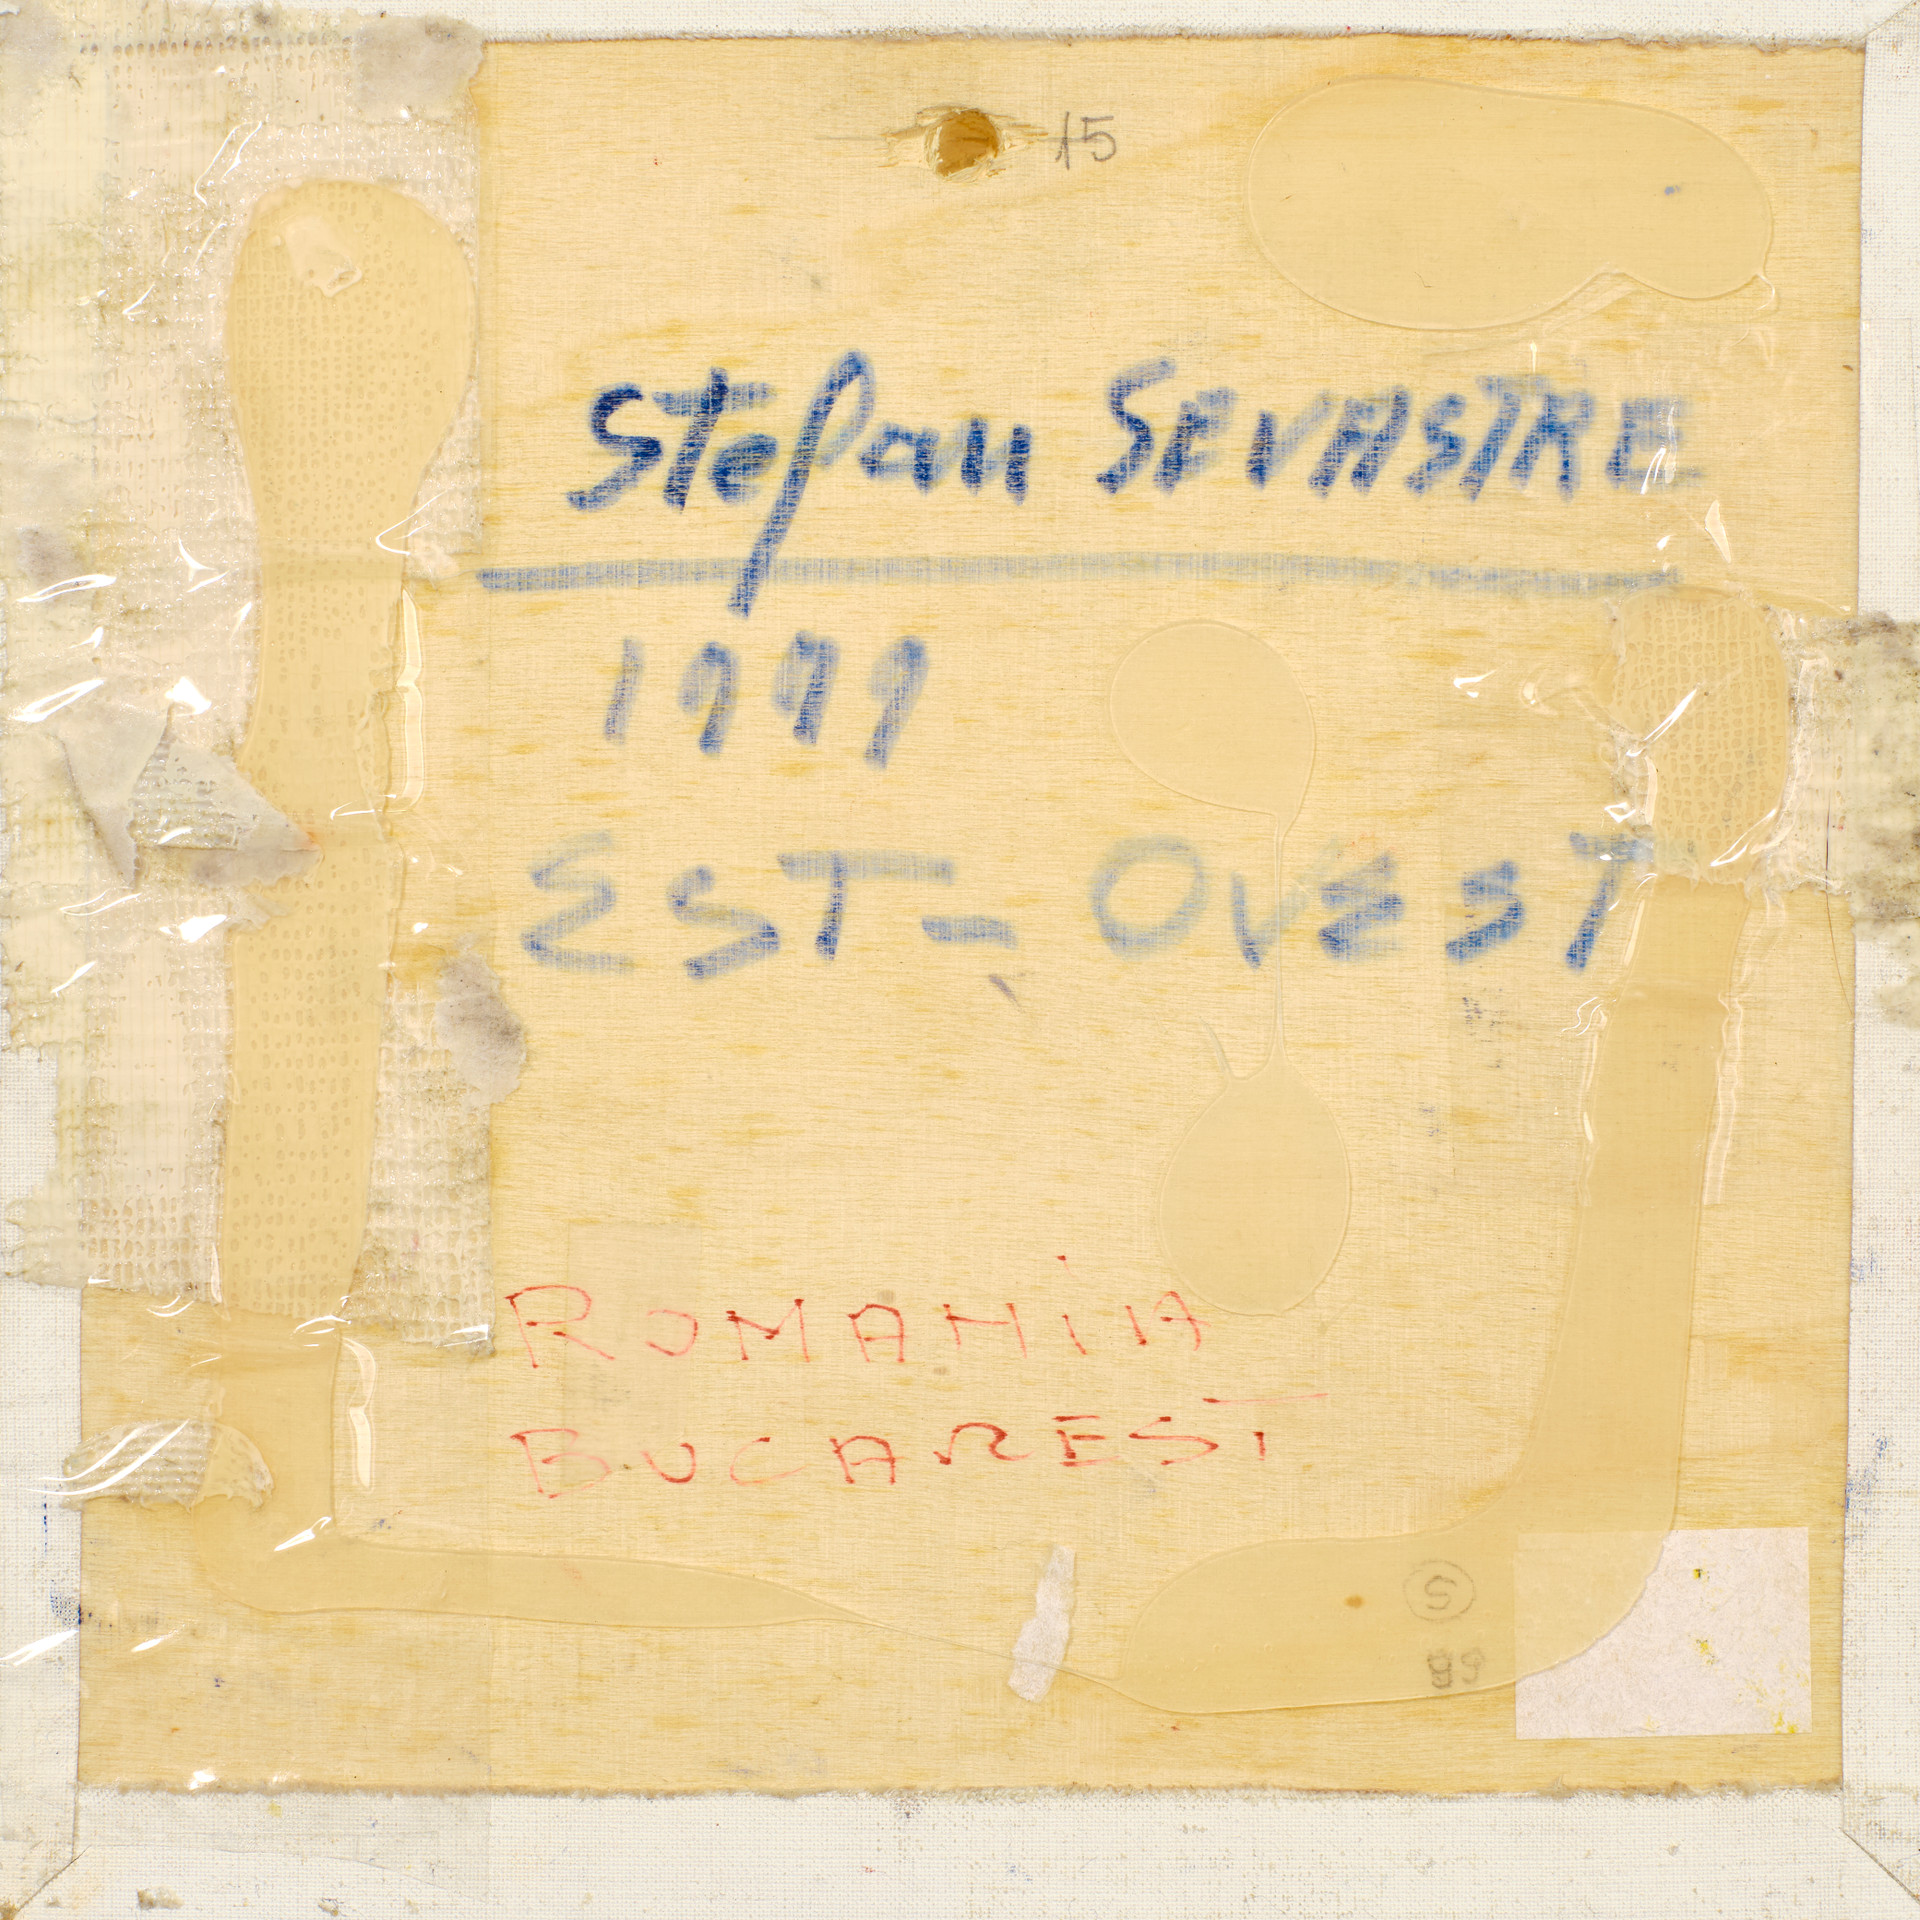 15
Stefan SEVASTRE
1999
EST - OVEST
ROMANIA
BUCAREST
S